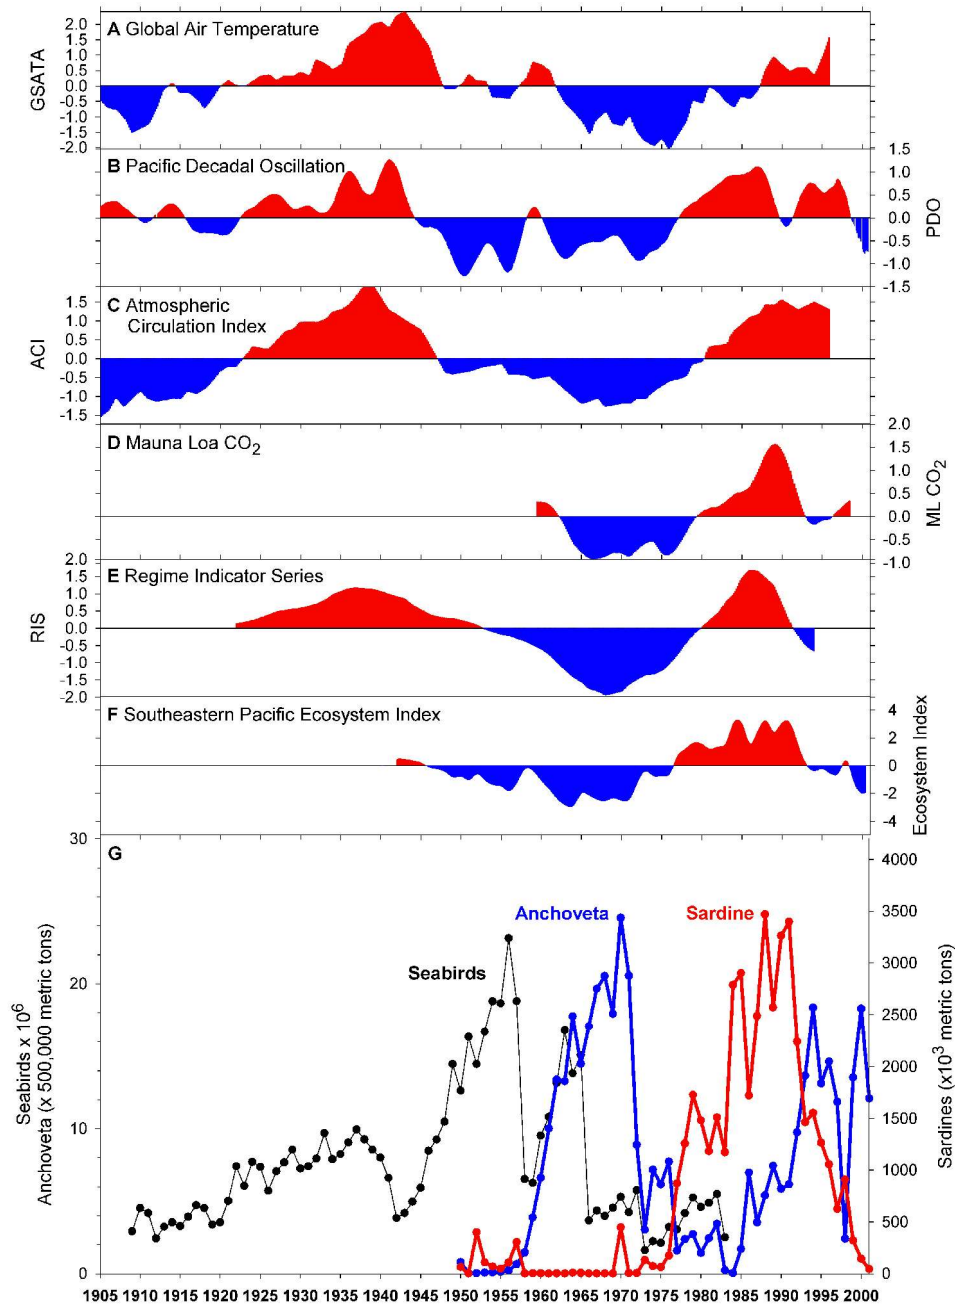 A Global Air Temperature
GSATA
2.0
1.5
1.0
0.5
0.0
-0.5
-1.0
-1.5
-2.0
B Pacific Decadal Oscillation
1.5
1.0
0.5
0.0
-0.5
-1.0
-1.5
PDO
C Atmospheric
Circulation Index
ACI
1.5
1.0
0.5
0.0
-0.5
-1.0
-1.5
D Mauna Loa CO2
2.0
1.5
1.0
0.5
0.0
-0.5
-1.0
ML CO2
E Regime Indicator Series
RIS
2.0
1.5
1.0
0.5
0.0
-0.5
-1.0
-1.5
-2.0
F Southeastern Pacific Ecosystem Index
4
2
0
-2
-4
Ecosystem Index
G
Seabirds x 10^6
Anchoveta (x 500,000 metric tons)
30
20
10
0
Anchoveta
Sardine
Seabirds
4000
3500
3000
2500
2000
1500
1000
500
0
Sardines (x10^3 metric tons)
1905 1910 1915 1920 1925 1930 1935 1940 1945 1950 1955 1960 1965 1970 1975 1980 1985 1990 1995 2000